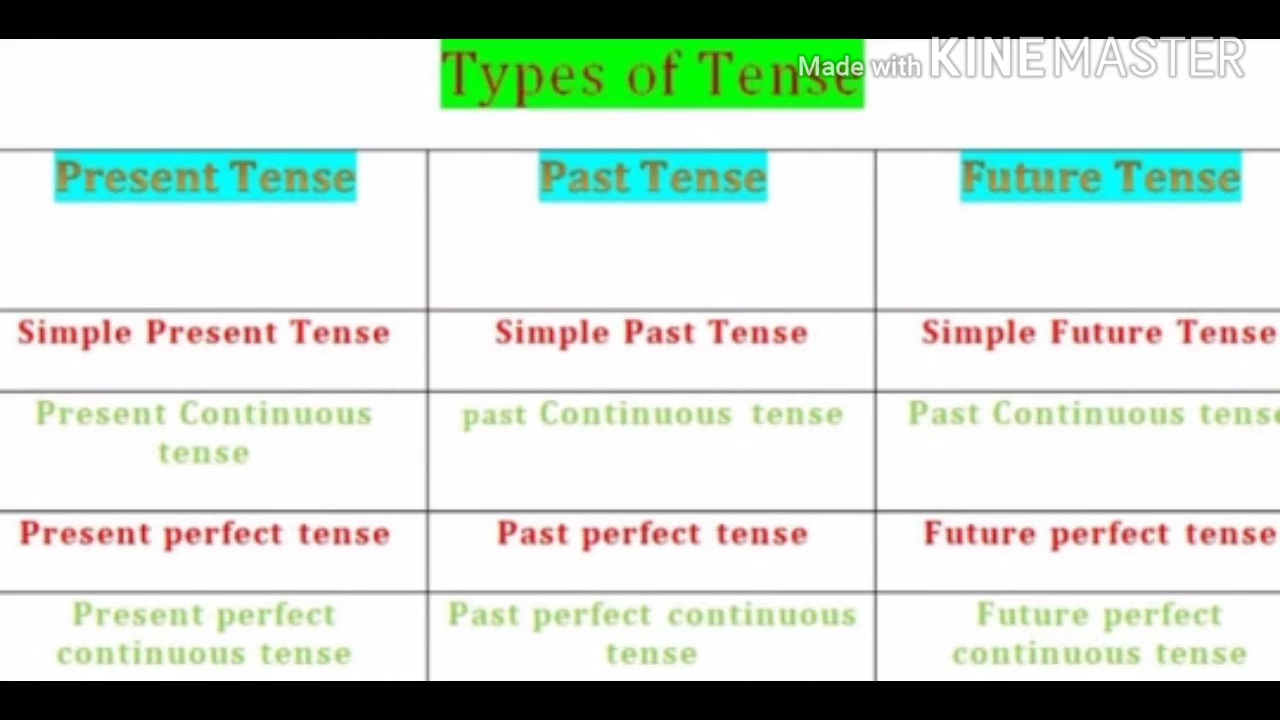 Types of Tense
Made with KINEMASTER
Present Tense
Past Tense
Future Tense
Simple Present Tense
Simple Past Tense
Simple Future Tense
Present Continuous
tense
past Continuous tense
Past Continuous tense
Present perfect tense
Past perfect tense
Future perfect tense
Present perfect
continuous tense
Past perfect continuous
tense
Future perfect
continuous tense